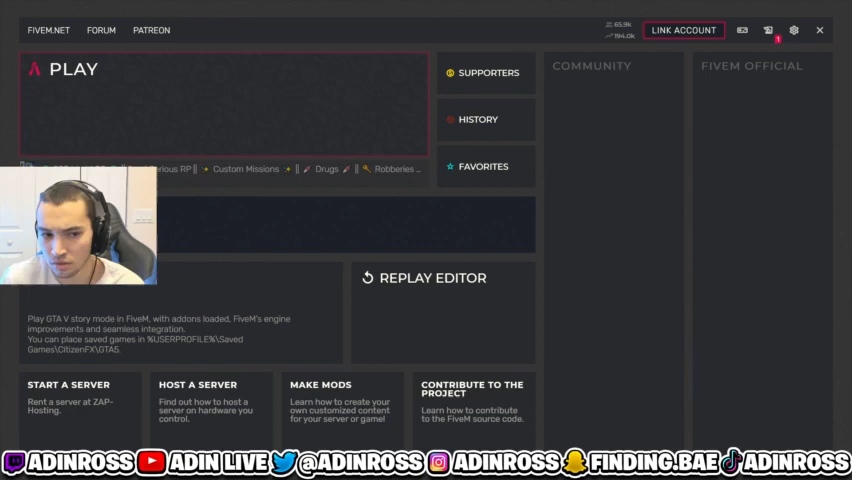 FIVEM.NET FORUM PATREON
65.9k
194.0k
LINK ACCOUNT
1
PLAY
SUPPORTERS
HISTORY
FAVORITES
COMMUNITY
FIVEM OFFICIAL
erious RP || Custom Missions || Drugs || Robberies ...
REPLAY EDITOR
Play GTA V story mode in FiveM, with addons loaded, FiveM's engine
improvements and seamless integration.
You can place saved games in %USERPROFILE%\Saved
Games\CitizenFX\GTA5.
START A SERVER
Rent a server at ZAP-
Hosting.
HOST A SERVER
Find out how to host
a server on hardware you
control.
MAKE MODS
Learn how to create your
own customized content
for your server or game!
CONTRIBUTE TO THE
PROJECT
Learn how to contribute
to the FiveM source code.
ADINROSS ADIN LIVE @ADINROSS ADINROSS FINDING.BAE ADINROSS